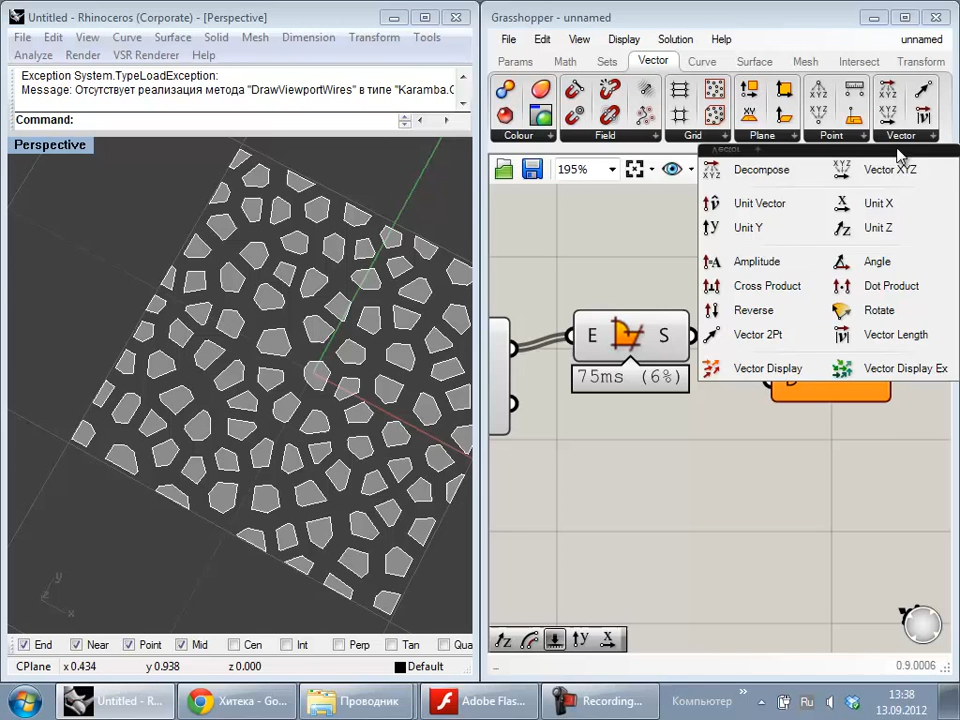 Untitled - Rhinoceros (Corporate) - [Perspective]
File Edit View Curve Surface Solid Mesh Dimension Transform Tools
Analyze Render VSR Renderer Help
Exception System.TypeLoadException:
Message: Отсутствует реализация метода "DrawViewportWires" в типе "Karamba.
Command:
Perspective
y
z
x
End Near Point Mid Cen Int Perp Tan Qua
CPlane x 0.434 y 0.938 z 0.000 Default
Grasshopper - unnamed
File Edit View Display Solution Help unnamed
Params Math Sets Vector Curve Surface Mesh Intersect Transform
Colour Field Grid Plane Point Vector
195%
Vector
Decompose Vector XYZ
Unit Vector Unit X
Unit Y Unit Z
Amplitude Angle
Cross Product Dot Product
Reverse Rotate
Vector 2Pt Vector Length
Vector Display Vector Display Ex
E S
75ms (6%)
0.9.0006
Untitled - R... Хитека - Go... Проводник Adobe Flas... Recording... Компьютер » Ru 13:38
13.09.2012